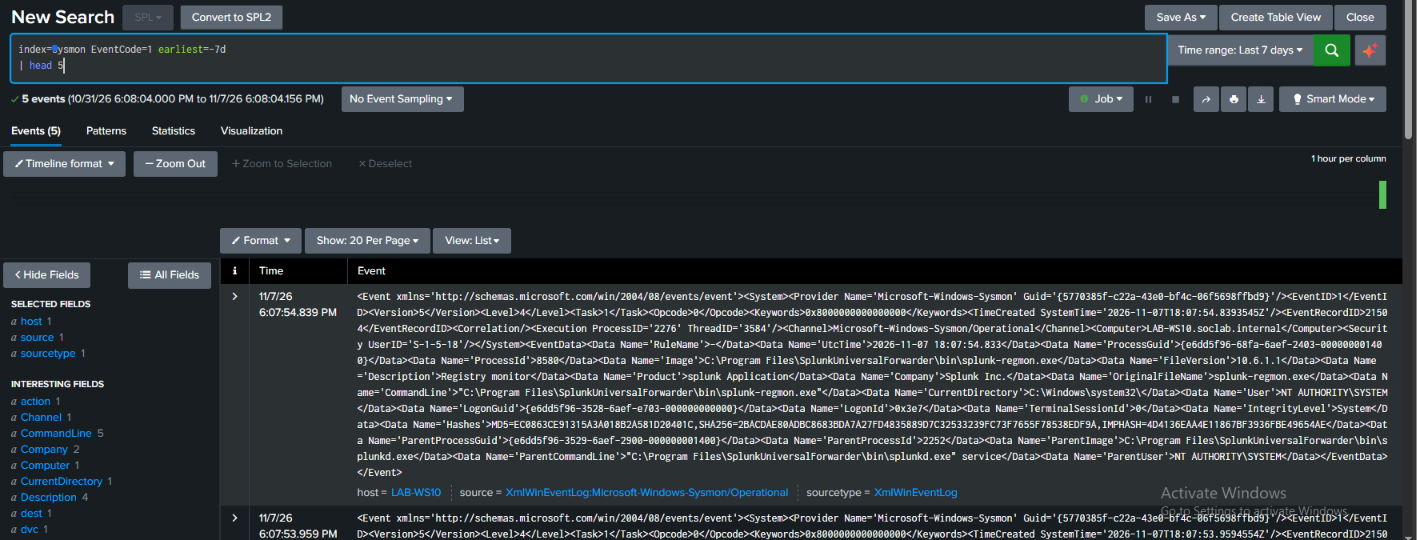 New Search
SPL
Convert to SPL2
Save As
Create Table View
Close
index=sysmon EventCode=1 earliest=-7d
| head 5
Time range: Last 7 days
5 events (10/31/26 6:08:04.000 PM to 11/7/26 6:08:04.156 PM)
No Event Sampling
Job
Smart Mode
Events (5)
Patterns
Statistics
Visualization
Timeline format
— Zoom Out
+ Zoom to Selection
× Deselect
1 hour per column
Format
Show: 20 Per Page
View: List
< Hide Fields
All Fields
SELECTED FIELDS
a host 1
a source 1
a sourcetype 1
INTERESTING FIELDS
a action 1
a Channel 1
a CommandLine 5
a Company 2
a Computer 1
a CurrentDirectory 1
a Description 4
a dest 1
a dvc 1
i
Time
Event
11/7/26
6:07:54.839 PM
<Event xmlns='http://schemas.microsoft.com/win/2004/08/events/event'><System><Provider Name='Microsoft-Windows-Sysmon' Guid='{5770385f-c22a-43e0-bf4c-06f5698ffbd9}'/><EventID>1</EventI
D><Version>5</Version><Level>4</Level><Task>1</Task><Opcode>0</Opcode><Keywords>0x8000000000000000</Keywords><TimeCreated SystemTime='2026-11-07T18:07:54.8393545Z'/><EventRecordID>2150
4</EventRecordID><Correlation/><Execution ProcessID='2276' ThreadID='3584'/><Channel>Microsoft-Windows-Sysmon/Operational</Channel><Computer>LAB-WS10.soclab.internal</Computer><Securit
y UserID='S-1-5-18'/></System><EventData><Data Name='RuleName'>-</Data><Data Name='UtcTime'>2026-11-07 18:07:54.833</Data><Data Name='ProcessGuid'>{e6dd5f96-68fa-6aef-2403-00000000140
0}</Data><Data Name='ProcessId'>8580</Data><Data Name='Image'>C:\Program Files\SplunkUniversalForwarder\bin\splunk-regmon.exe</Data><Data Name='FileVersion'>10.6.1.1</Data><Data Name
='Description'>Registry monitor</Data><Data Name='Product'>splunk Application</Data><Data Name='Company'>Splunk Inc.</Data><Data Name='OriginalFileName'>splunk-regmon.exe</Data><Data N
ame='CommandLine'>"C:\Program Files\SplunkUniversalForwarder\bin\splunk-regmon.exe"</Data><Data Name='CurrentDirectory'>C:\Windows\system32\</Data><Data Name='User'>NT AUTHORITY\SYSTEM
</Data><Data Name='LogonGuid'>{e6dd5f96-3528-6aef-e703-000000000000}</Data><Data Name='LogonId'>0x3e7</Data><Data Name='TerminalSessionId'>0</Data><Data Name='IntegrityLevel'>System</D
ata><Data Name='Hashes'>MD5=EC0863CE91315A3A018B2A581D20401C,SHA256=2BACDAE80ADBC8683BDA7A27FD4835889D7C32533239FC73F7655F78538EDF9A,IMPHASH=4D4136EAA4E11867BF3936FBE49654AE</Data><Dat
a Name='ParentProcessGuid'>{e6dd5f96-3529-6aef-2900-000000001400}</Data><Data Name='ParentProcessId'>2252</Data><Data Name='ParentImage'>C:\Program Files\SplunkUniversalForwarder\bin\s
plunkd.exe</Data><Data Name='ParentCommandLine'>"C:\Program Files\SplunkUniversalForwarder\bin\splunkd.exe" service</Data><Data Name='ParentUser'>NT AUTHORITY\SYSTEM</Data></EventData>
</Event>
host = LAB-WS10
source = XmlWinEventLog:Microsoft-Windows-Sysmon/Operational
sourcetype = XmlWinEventLog
11/7/26
6:07:53.959 PM
<Event xmlns='http://schemas.microsoft.com/win/2004/08/events/event'><System><Provider Name='Microsoft-Windows-Sysmon' Guid='{5770385f-c22a-43e0-bf4c-06f5698ffbd9}'/><EventID>1</EventI
D><Version>5</Version><Level>4</Level><Task>1</Task><Opcode>0</Opcode><Keywords>0x8000000000000000</Keywords><TimeCreated SystemTime='2026-11-07T18:07:53.9594554Z'/><EventRecordID>2150
Activate Windows
Go to Settings to activate Windows.